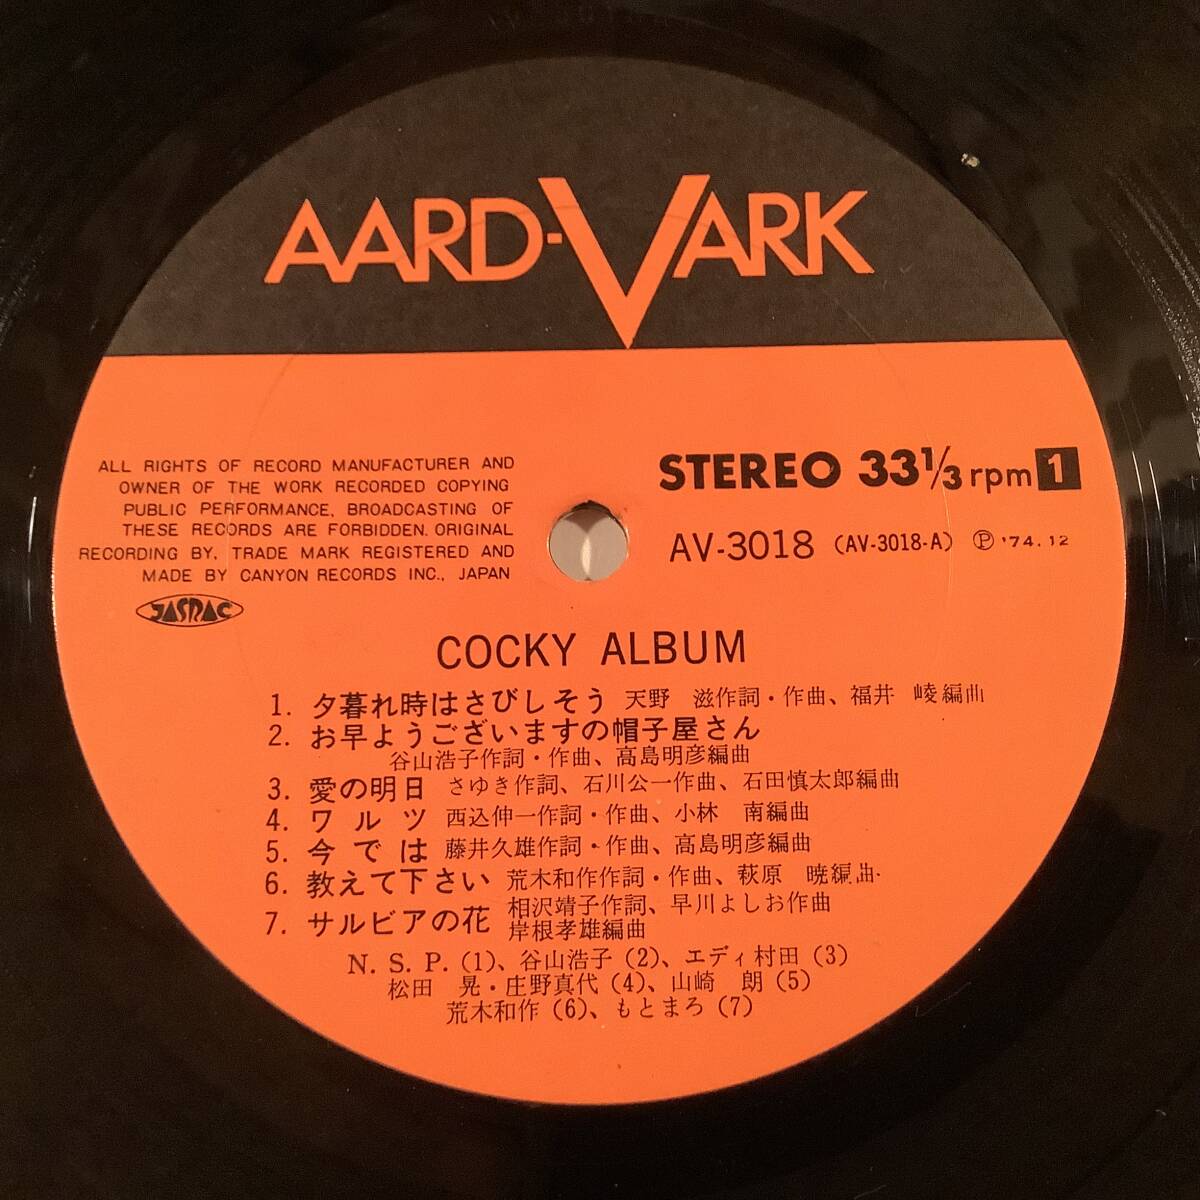 AARD-VARK
ALL RIGHTS OF RECORD MANUFACTURER AND
OWNER OF THE WORK RECORDED COPYING
PUBLIC PERFORMANCE, BROADCASTING OF
THESE RECORDS ARE FORBIDDEN. ORIGINAL
RECORDING BY, TRADE MARK REGISTERED AND
MADE BY CANYON RECORDS INC., JAPAN
JASRAC
STEREO 33 1/3 rpm 1
AV-3018 (AV-3018-A) Ⓟ '74.12
COCKY ALBUM
1. 夕暮れ時はさびしそう 天野 滋作詞・作曲、福井 崚編曲
2. お早ようございますの帽子屋さん
谷山浩子作詞・作曲、高島明彦編曲
3. 愛の明日 さゆき作詞、石川公一作曲、石田慎太郎編曲
4. ワルツ 西込伸一作詞・作曲、小林 南編曲
5. 今では 藤井久雄作詞・作曲、高島明彦編曲
6. 教えて下さい 荒木和作作詞・作曲、萩原 暁編曲
7. サルビアの花 相沢靖子作詞、早川よしお作曲
岸根孝雄編曲
N. S. P. (1)、谷山浩子 (2)、エディ村田 (3)
松田 晃・庄野真代 (4)、山崎 朗 (5)
荒木和作 (6)、もとまろ (7)